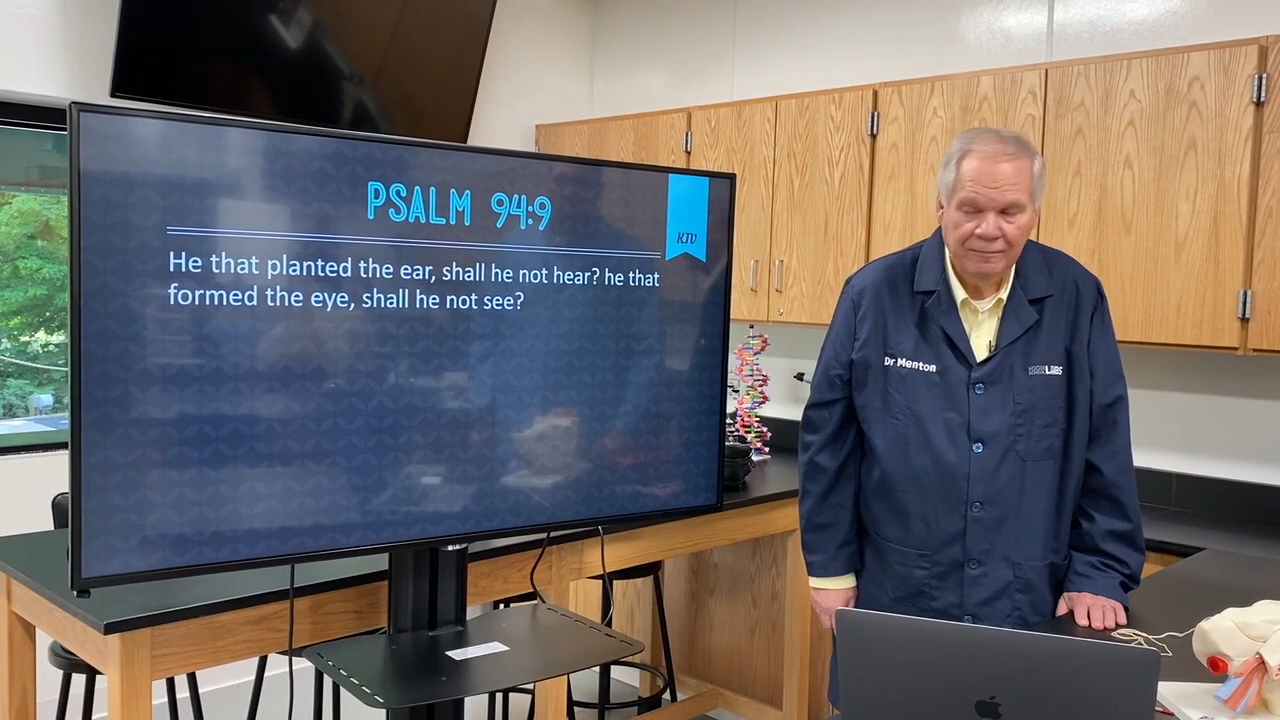 PSALM 94:9
KJV
He that planted the ear, shall he not hear? he that
formed the eye, shall he not see?
Dr Menton
LABS